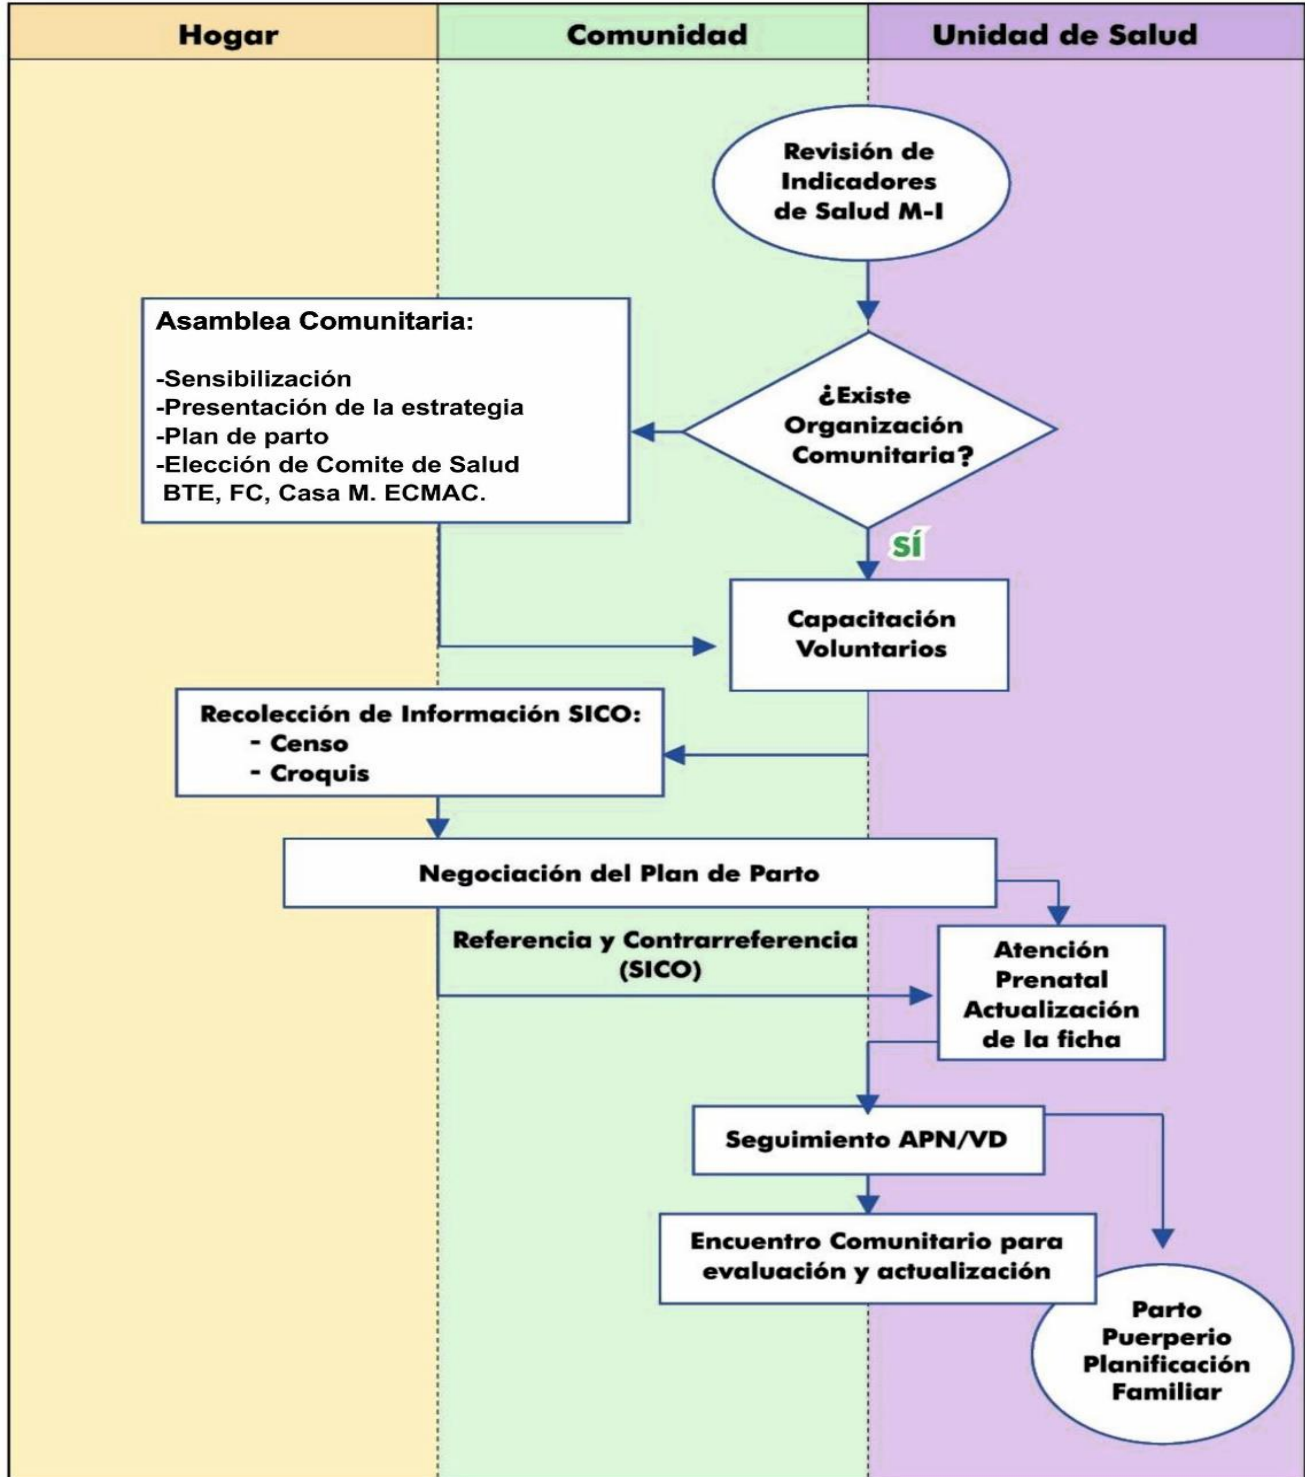 Hogar
Comunidad
Unidad de Salud
Revisión de
Indicadores
de Salud M-I
Asamblea Comunitaria:
-Sensibilización
-Presentación de la estrategia
-Plan de parto
-Elección de Comite de Salud
BTE, FC, Casa M. ECMAC.
¿Existe
Organización
Comunitaria?
SÍ
Capacitación
Voluntarios
Recolección de Información SICO:
- Censo
- Croquis
Negociación del Plan de Parto
Referencia y Contrarreferencia
(SICO)
Atención
Prenatal
Actualización
de la ficha
Seguimiento APN/VD
Encuentro Comunitario para
evaluación y actualización
Parto
Puerperio
Planificación
Familiar